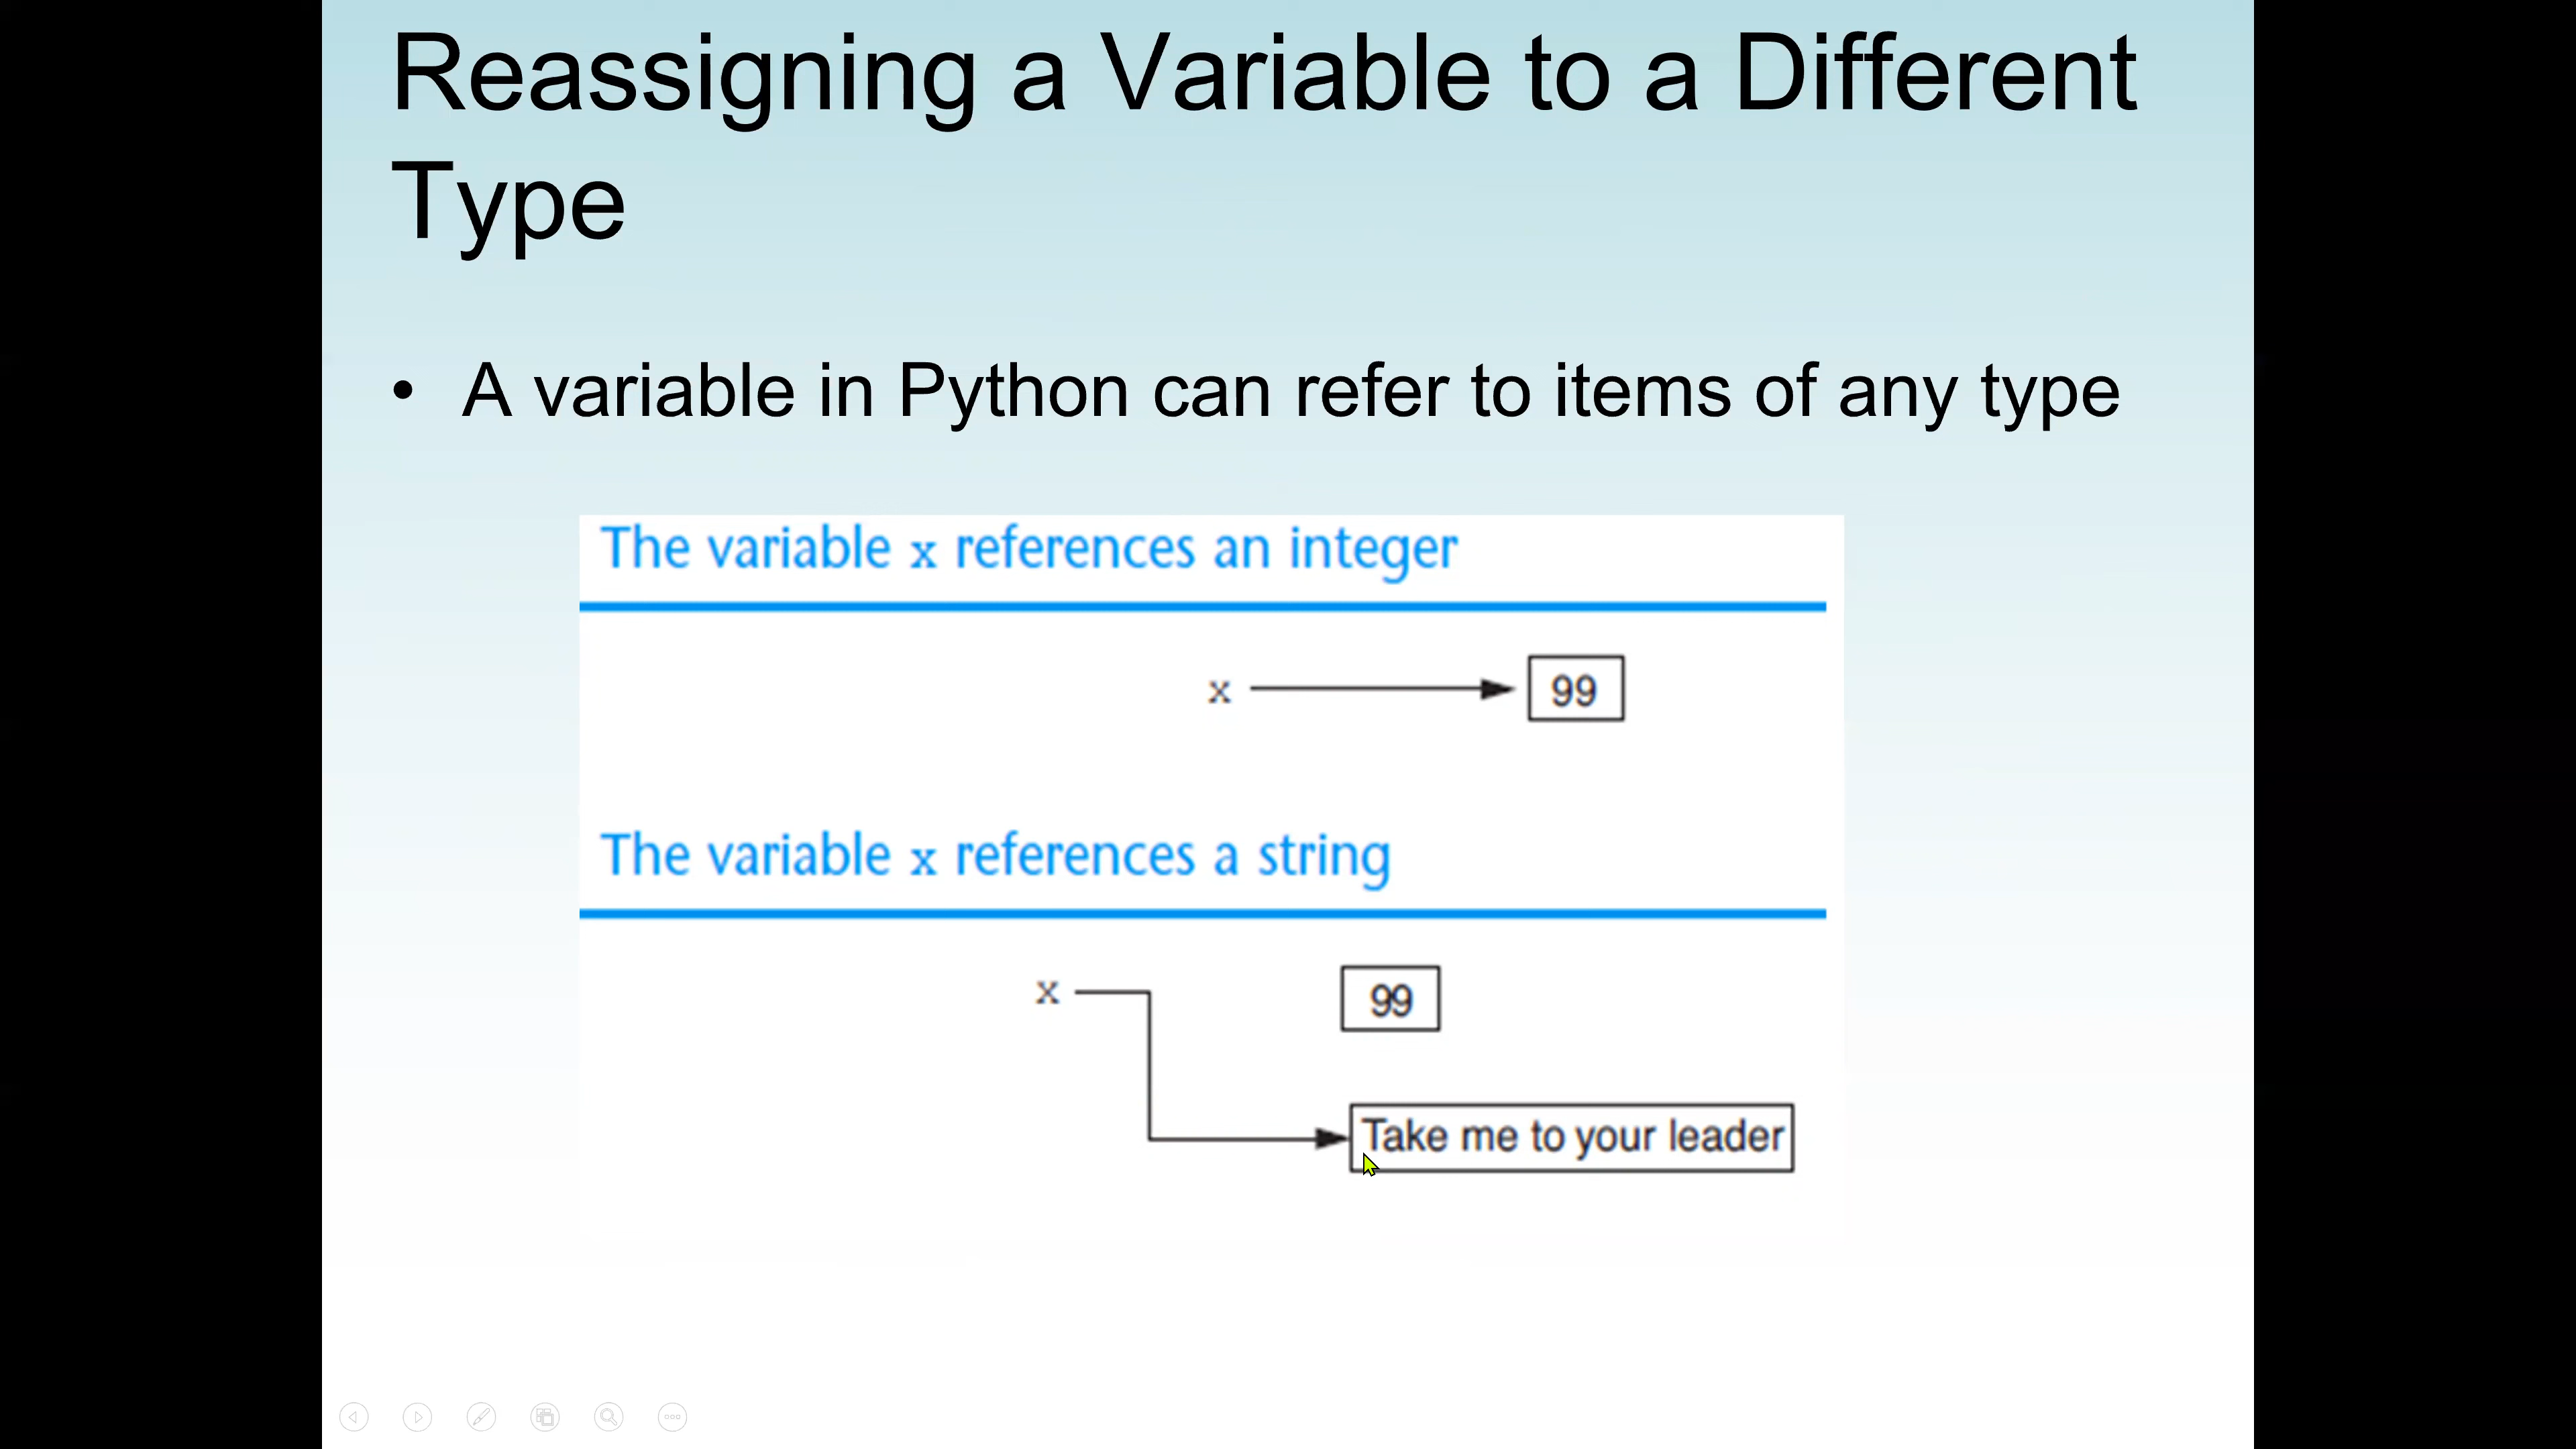 Reassigning a Variable to a Different
Type
• A variable in Python can refer to items of any type
The variable x references an integer
x 99
The variable x references a string
x 99
Take me to your leader